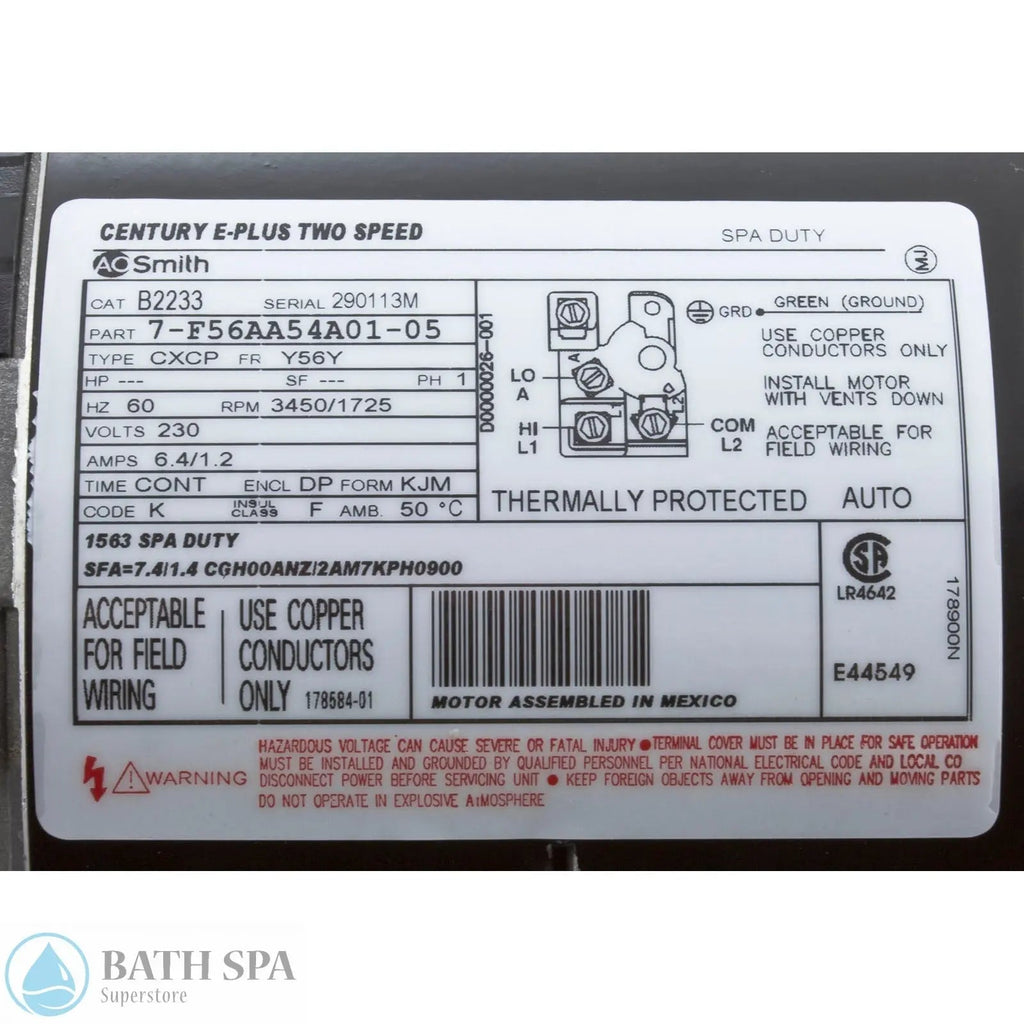 CENTURY E-PLUS TWO SPEED SPA DUTY
AO Smith MJ
CAT B2233 SERIAL 290113M
PART 7-F56AA54A01-05
TYPE CXCP FR Y56Y
HP --- SF --- PH 1
HZ 60 RPM 3450/1725
VOLTS 230
AMPS 6.4/1.2
TIME CONT ENCL DP FORM KJM
CODE K INSUL CLASS F AMB. 50 °C
D0000026-001
GRD GREEN (GROUND)
USE COPPER
CONDUCTORS ONLY
INSTALL MOTOR
WITH VENTS DOWN
ACCEPTABLE FOR
FIELD WIRING
A
LO
A
HI
L1
L1
L2
COM
L2
THERMALLY PROTECTED AUTO
1563 SPA DUTY
SFA=7.4/1.4 CGH00ANZ/2AM7KPH0900
ACCEPTABLE
FOR FIELD
WIRING
USE COPPER
CONDUCTORS
ONLY 178584-01
MOTOR ASSEMBLED IN MEXICO
SA
LR4642
E44549
178900N
WARNING
HAZARDOUS VOLTAGE CAN CAUSE SEVERE OR FATAL INJURY ● TERMINAL COVER MUST BE IN PLACE FOR SAFE OPERATION
MUST BE INSTALLED AND GROUNDED BY QUALIFIED PERSONNEL PER NATIONAL ELECTRICAL CODE AND LOCAL CO
DISCONNECT POWER BEFORE SERVICING UNIT ● KEEP FOREIGN OBJECTS AWAY FROM OPENING AND MOVING PARTS
DO NOT OPERATE IN EXPLOSIVE ATMOSPHERE
BATH SPA
Superstore